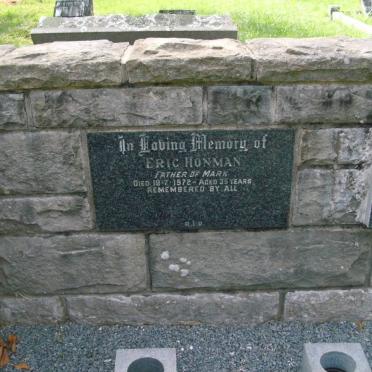 In Loving Memory of
ERIC HONMAN
FATHER OF MARK
DIED 18-7-1972 - AGED 35 YEARS
REMEMBERED BY ALL
R.I.P